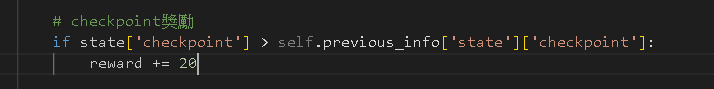 # checkpoint獎勵
if state['checkpoint'] > self.previous_info['state']['checkpoint']:
reward += 20